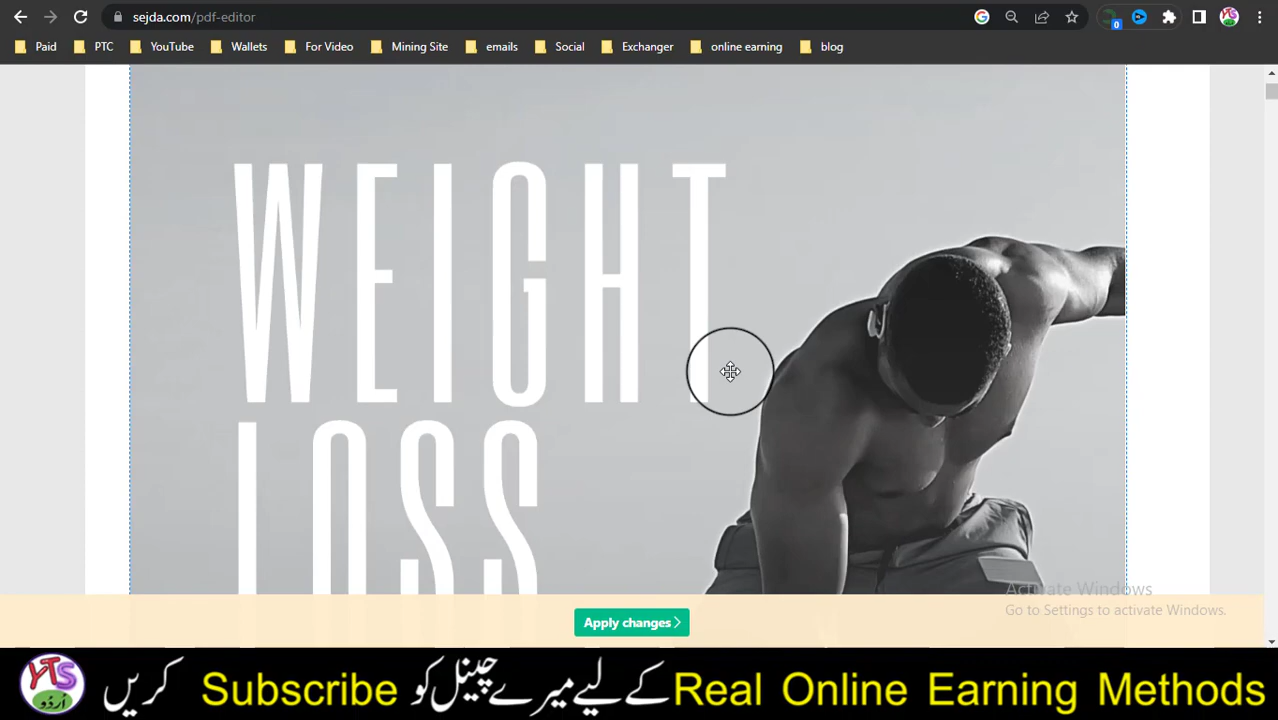 sejda.com/pdf-editor
0
Paid PTC YouTube Wallets For Video Mining Site emails Social Exchanger online earning blog
WEIGHT
LOSS
Activate Windows
Go to Settings to activate Windows.
Apply changes
YTS
اردو
کریں Subscribe کے لیے میرے چینل کو Real Online Earning Methods